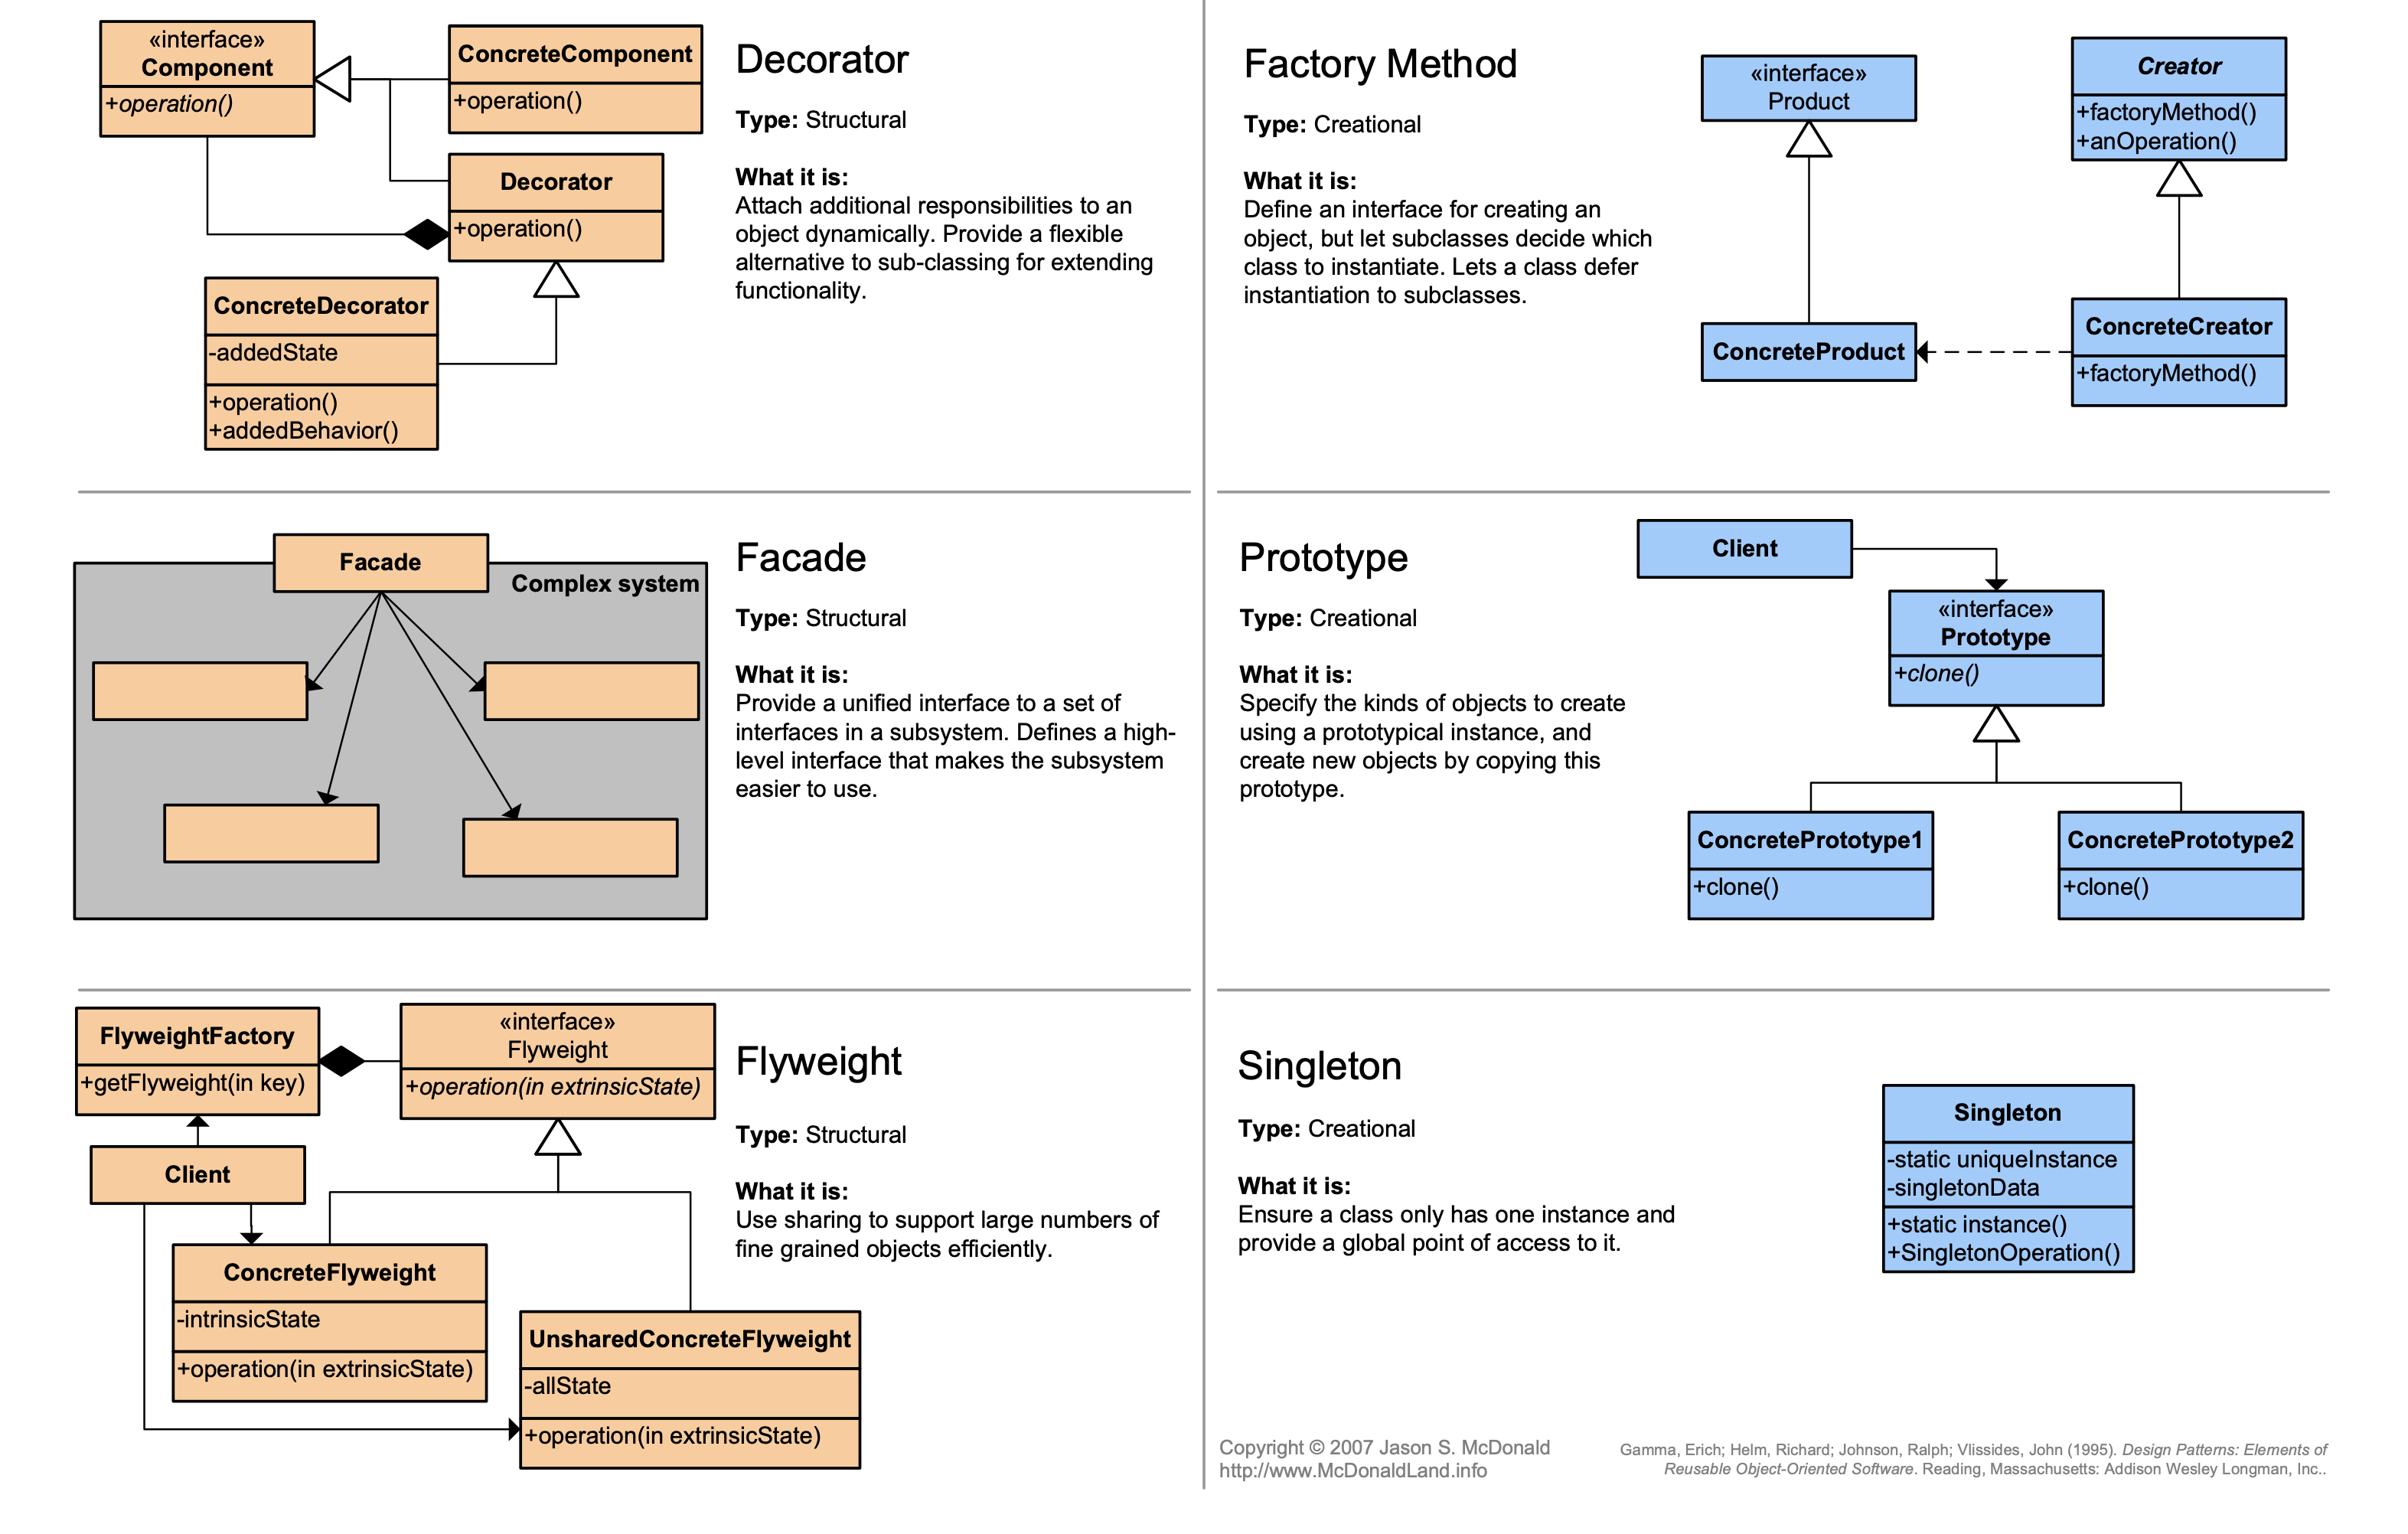 «interface»
Component
+operation()
ConcreteComponent
+operation()
Decorator
+operation()
ConcreteDecorator
-addedState
+operation()
+addedBehavior()
Decorator
Type: Structural
What it is:
Attach additional responsibilities to an
object dynamically. Provide a flexible
alternative to sub-classing for extending
functionality.
Factory Method
Type: Creational
What it is:
Define an interface for creating an
object, but let subclasses decide which
class to instantiate. Lets a class defer
instantiation to subclasses.
«interface»
Product
Creator
+factoryMethod()
+anOperation()
ConcreteProduct
ConcreteCreator
+factoryMethod()
Facade
Complex system
Facade
Type: Structural
What it is:
Provide a unified interface to a set of
interfaces in a subsystem. Defines a high-
level interface that makes the subsystem
easier to use.
Prototype
Type: Creational
What it is:
Specify the kinds of objects to create
using a prototypical instance, and
create new objects by copying this
prototype.
Client
«interface»
Prototype
+clone()
ConcretePrototype1
+clone()
ConcretePrototype2
+clone()
FlyweightFactory
+getFlyweight(in key)
«interface»
Flyweight
+operation(in extrinsicState)
Client
ConcreteFlyweight
-intrinsicState
+operation(in extrinsicState)
UnsharedConcreteFlyweight
-allState
+operation(in extrinsicState)
Flyweight
Type: Structural
What it is:
Use sharing to support large numbers of
fine grained objects efficiently.
Singleton
Type: Creational
What it is:
Ensure a class only has one instance and
provide a global point of access to it.
Singleton
-static uniqueInstance
-singletonData
+static instance()
+SingletonOperation()
Copyright © 2007 Jason S. McDonald
http://www.McDonaldLand.info
Gamma, Erich; Helm, Richard; Johnson, Ralph; Vlissides, John (1995). Design Patterns: Elements of
Reusable Object-Oriented Software. Reading, Massachusetts: Addison Wesley Longman, Inc..